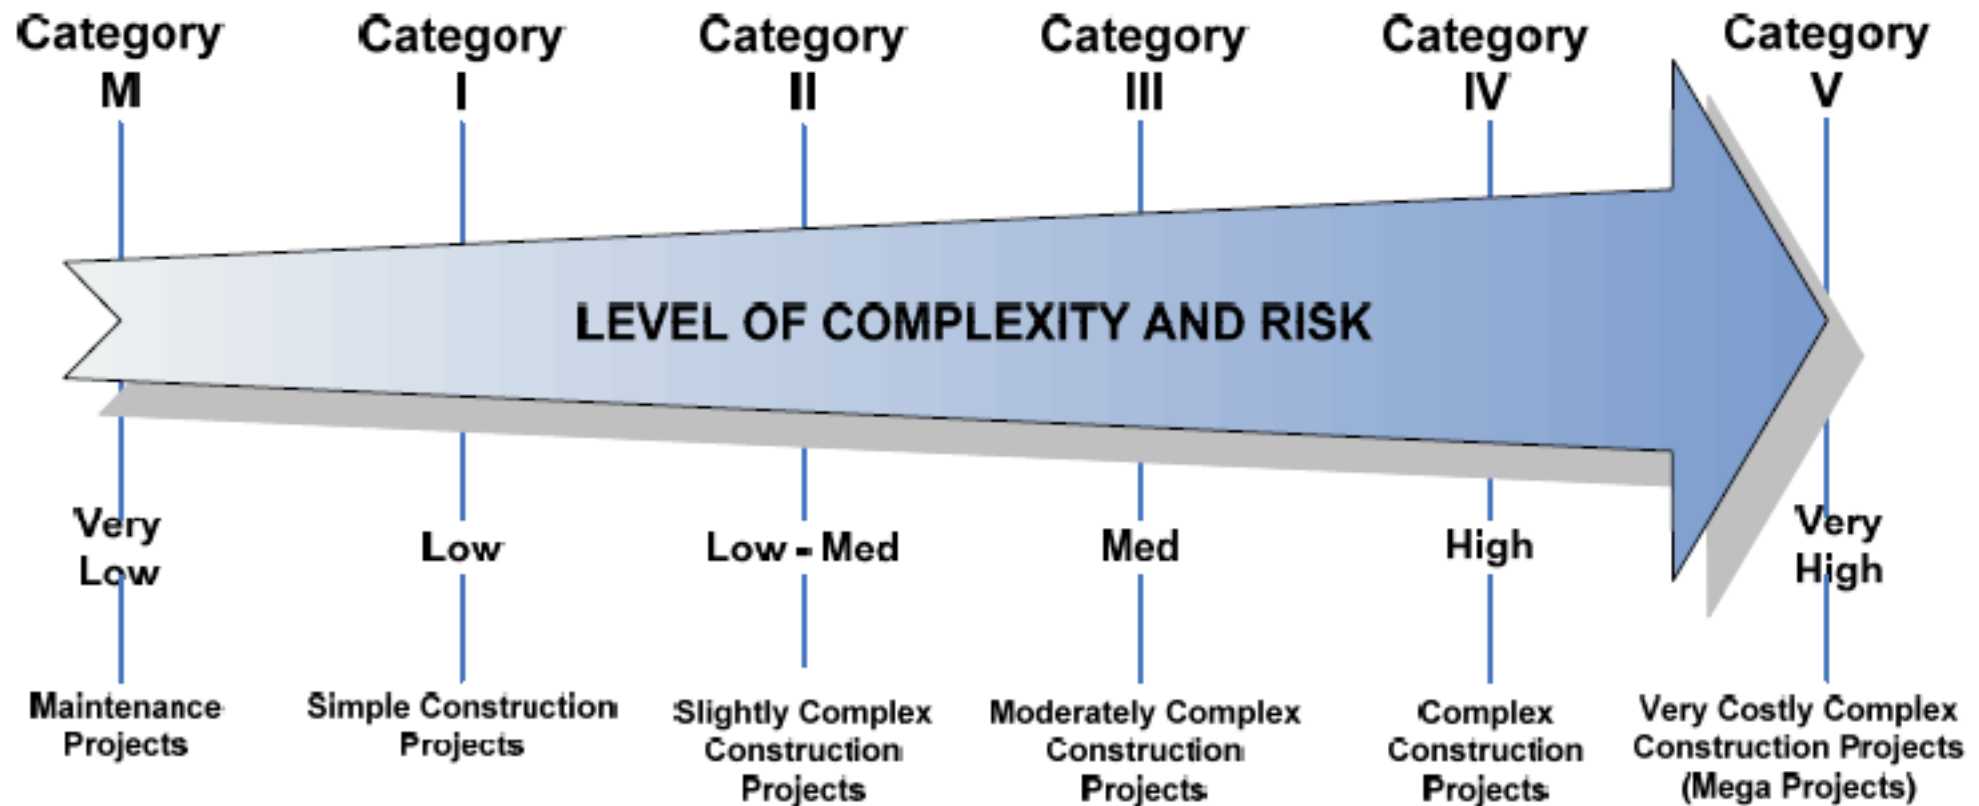 Category Category Category Category Category Category
M I II III IV V
LEVEL OF COMPLEXITY AND RISK
Very
Low
Low
Low - Med
Med
High
Very
High
Maintenance
Projects
Simple Construction
Projects
Slightly Complex
Construction
Projects
Moderately Complex
Construction
Projects
Complex
Construction
Projects
Very Costly Complex
Construction Projects
(Mega Projects)